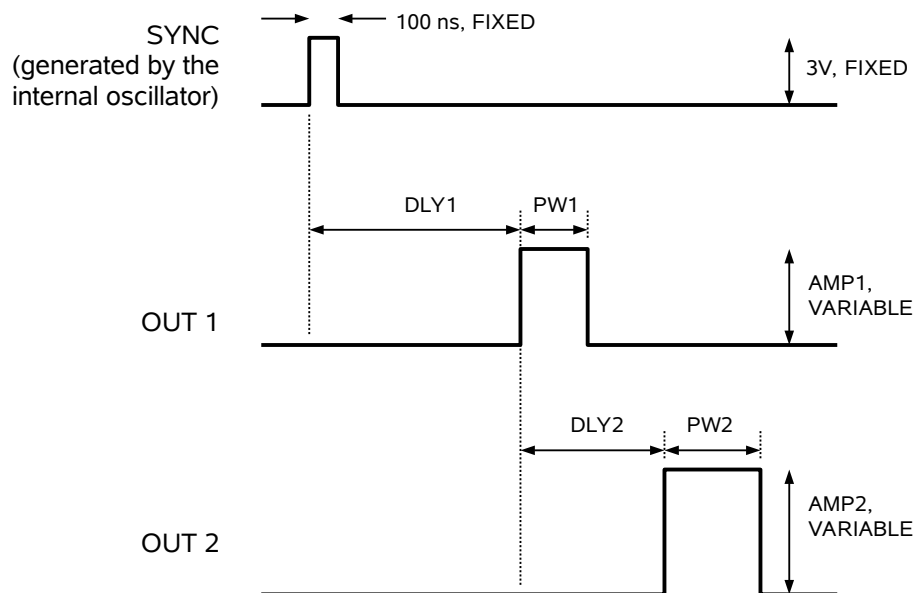 100 ns, FIXED
SYNC
(generated by the
internal oscillator)
3V, FIXED
DLY1
PW1
AMP1,
VARIABLE
OUT 1
DLY2
PW2
AMP2,
VARIABLE
OUT 2